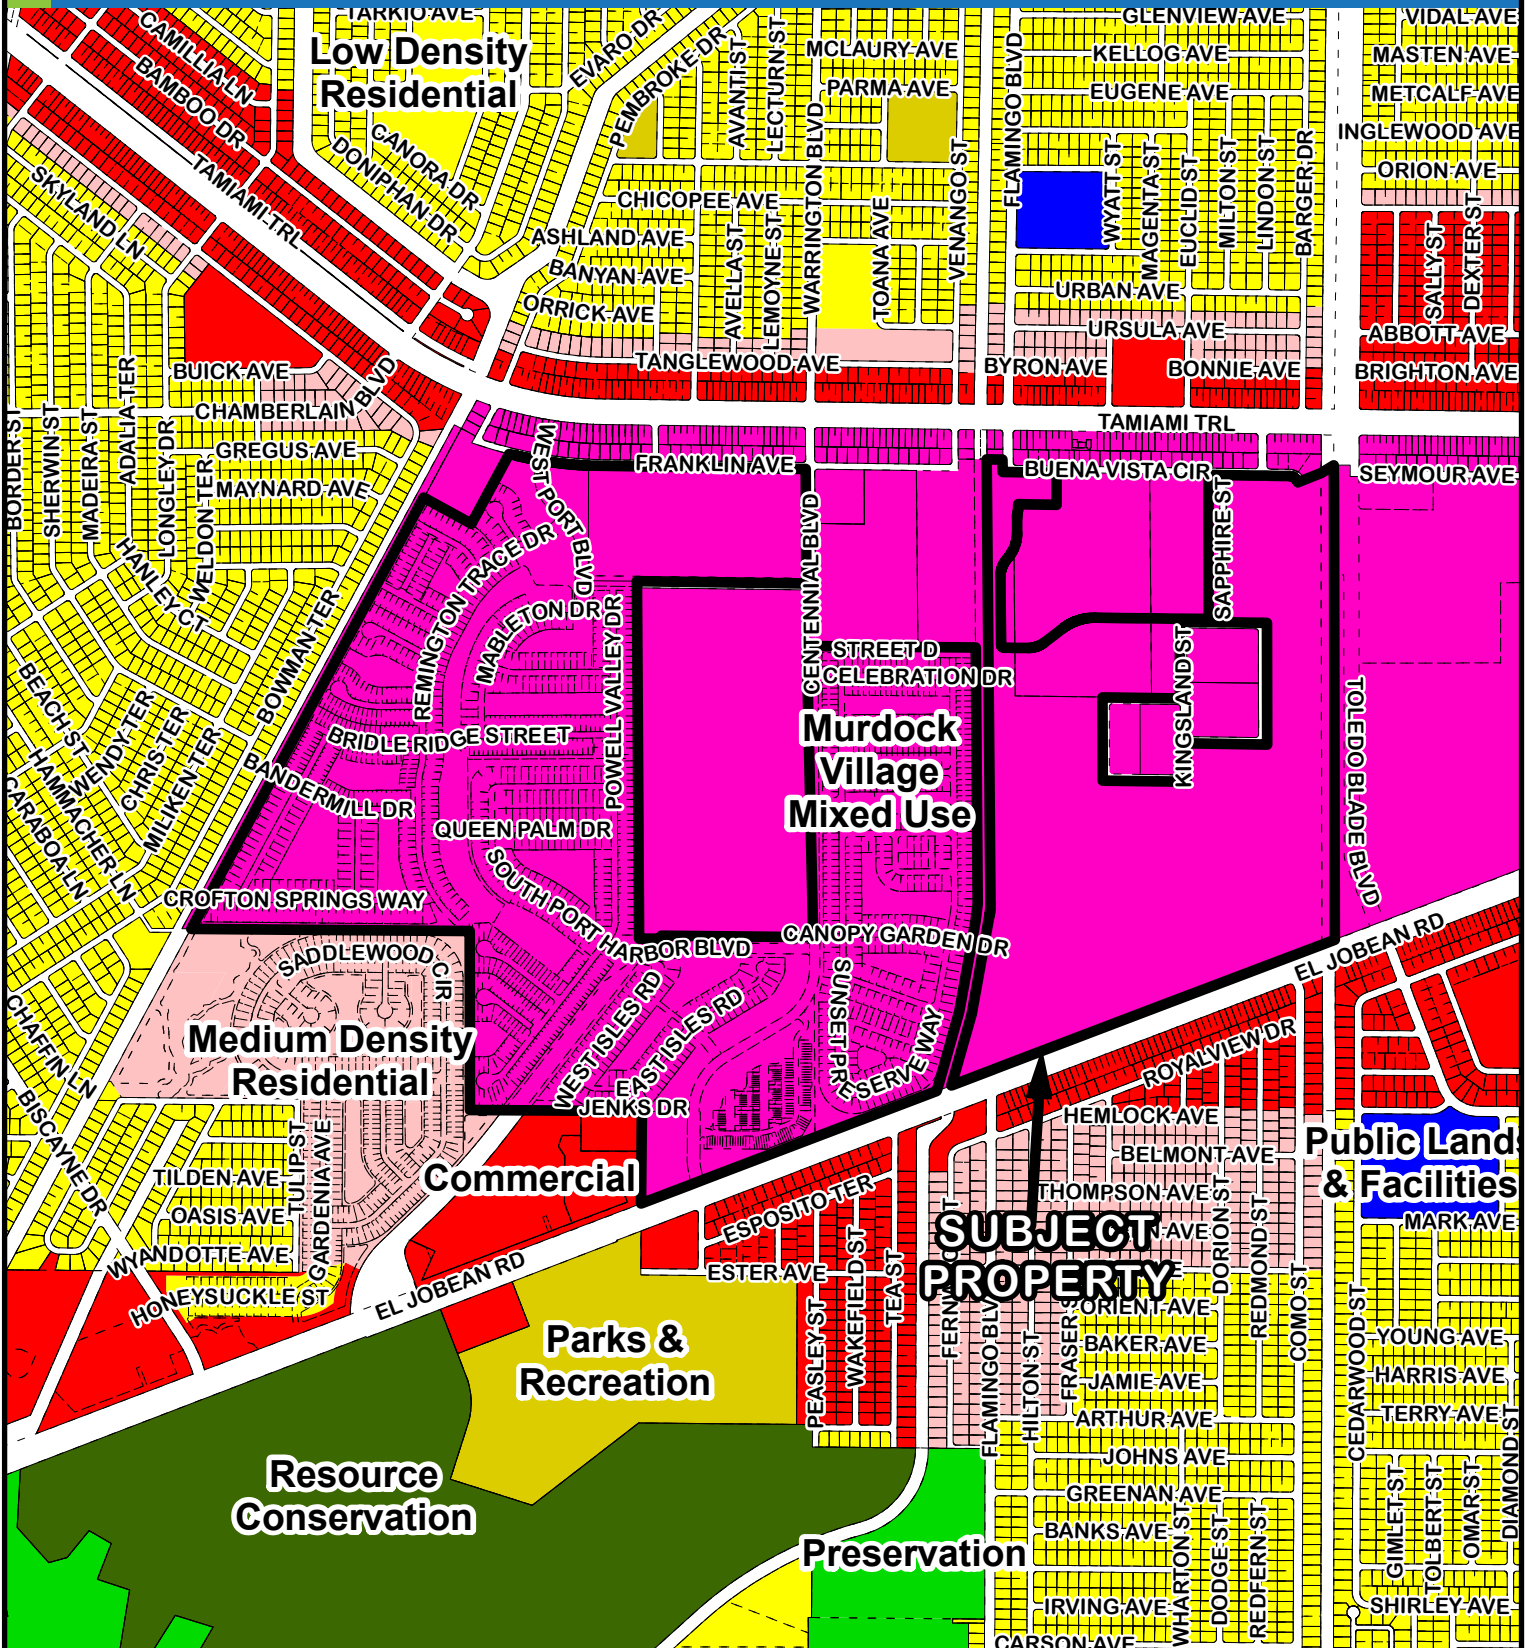 TARKIO AVE
GLENVIEW AVE
VIDAL AVE
CAMILLIA LN
Low Density
Residential
EVARO DR
PEMBROKE DR
AVANTI ST
LECTURN ST
MCLAURY AVE
FLAMINGO BLVD
KELLOG AVE
MASTEN AVE
BAMBOO DR
PARMA AVE
EUGENE AVE
METCALF AVE
CANORA DR
DONIPHAN DR
WARRINGTON BLVD
VENANGO ST
INGLEWOOD AVE
SKYLAND LN
TAMIAMI TRL
CHICOPEE AVE
WYATT ST
MAGENTA ST
EUCLID ST
MILTON ST
LINDON ST
BARGER DR
ORION AVE
ASHLAND AVE
BANYAN AVE
ORRICK AVE
AVELLA ST
LEMOYNE ST
TOANA AVE
URBAN AVE
SALLY ST
DEXTER ST
URSULA AVE
ABBOTT AVE
BUICK AVE
TANGLEWOOD AVE
BYRON AVE
BONNIE AVE
BRIGHTON AVE
CHAMBERLAIN BLVD
TAMIAMI TRL
BORDER ST
SHERWIN ST
MADEIRA ST
ADALIA TER
LONGLEY DR
WELDON TER
GREGUS AVE
MAYNARD AVE
WEST PORT BLVD
FRANKLIN AVE
BUENA VISTA CIR
SEYMOUR AVE
HANLEY CT
REMINGTON TRACE DR
CENTENNIAL BLVD
SAPPHIRE ST
BOWMAN TER
MABLETON DR
POWELL VALLEY DR
STREET D
CELEBRATION DR
KINGSLAND ST
TOLEDO BLADE BLVD
BEACH ST
WENDY TER
CHRIS TER
MILIKEN TER
HAMMACHER LN
CARABOA LN
BRIDLE RIDGE STREET
BANDERMILL DR
QUEEN PALM DR
Murdock
Village
Mixed Use
CROFTON SPRINGS WAY
SOUTH PORT HARBOR BLVD
CANOPY GARDEN DR
EL JOBEAN RD
SADDLEWOOD CIR
CHAFFIN LN
Medium Density
Residential
WEST ISLES RD
EAST ISLES RD
JENKS DR
SUNSET PRESERVE WAY
ROYALVIEW DR
BISCAYNE DR
HEMLOCK AVE
BELMONT AVE
THOMPSON AVE
Public Lands
& Facilities
MARK AVE
TILDEN AVE
OASIS AVE
TULIP ST
GARDENIA AVE
WYANDOTTE AVE
HONEYSUCKLE ST
Commercial
EL JOBEAN RD
ESPOSITO TER
ESTER AVE
SUBJECT
PROPERTY
DORION ST
REDMOND ST
COMO ST
CEDARWOOD ST
PEASLEY ST
WAKEFIELD ST
TEA ST
FLAMINGO BLV
HILTON ST
FRASER
ORIENT AVE
BAKER AVE
JAMIE AVE
ARTHUR AVE
JOHNS AVE
GREENAN AVE
BANKS AVE
IRVING AVE
CARSON AVE
YOUNG AVE
HARRIS AVE
TERRY AVE
Parks &
Recreation
Resource
Conservation
Preservation
WHARTON ST
DODGE ST
REDFERN ST
GIMLET ST
TOLBERT ST
OMAR ST
DIAMOND ST
SHIRLEY AVE